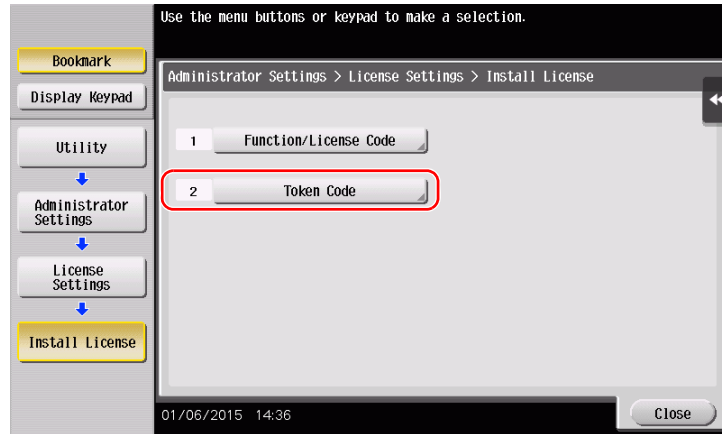 Use the menu buttons or keypad to make a selection.
Bookmark
Display Keypad
Utility
Administrator
Settings
License
Settings
Install License
Administrator Settings > License Settings > Install License
1 Function/License Code
2 Token Code
01/06/2015 14:36
Close